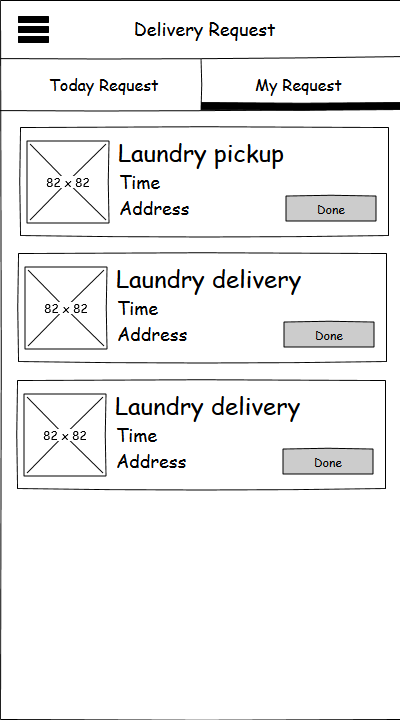 Delivery Request
Today Request
My Request
Laundry pickup
82 x 82
Time
Address
Done
Laundry delivery
82 x 82
Time
Address
Done
Laundry delivery
82 x 82
Time
Address
Done